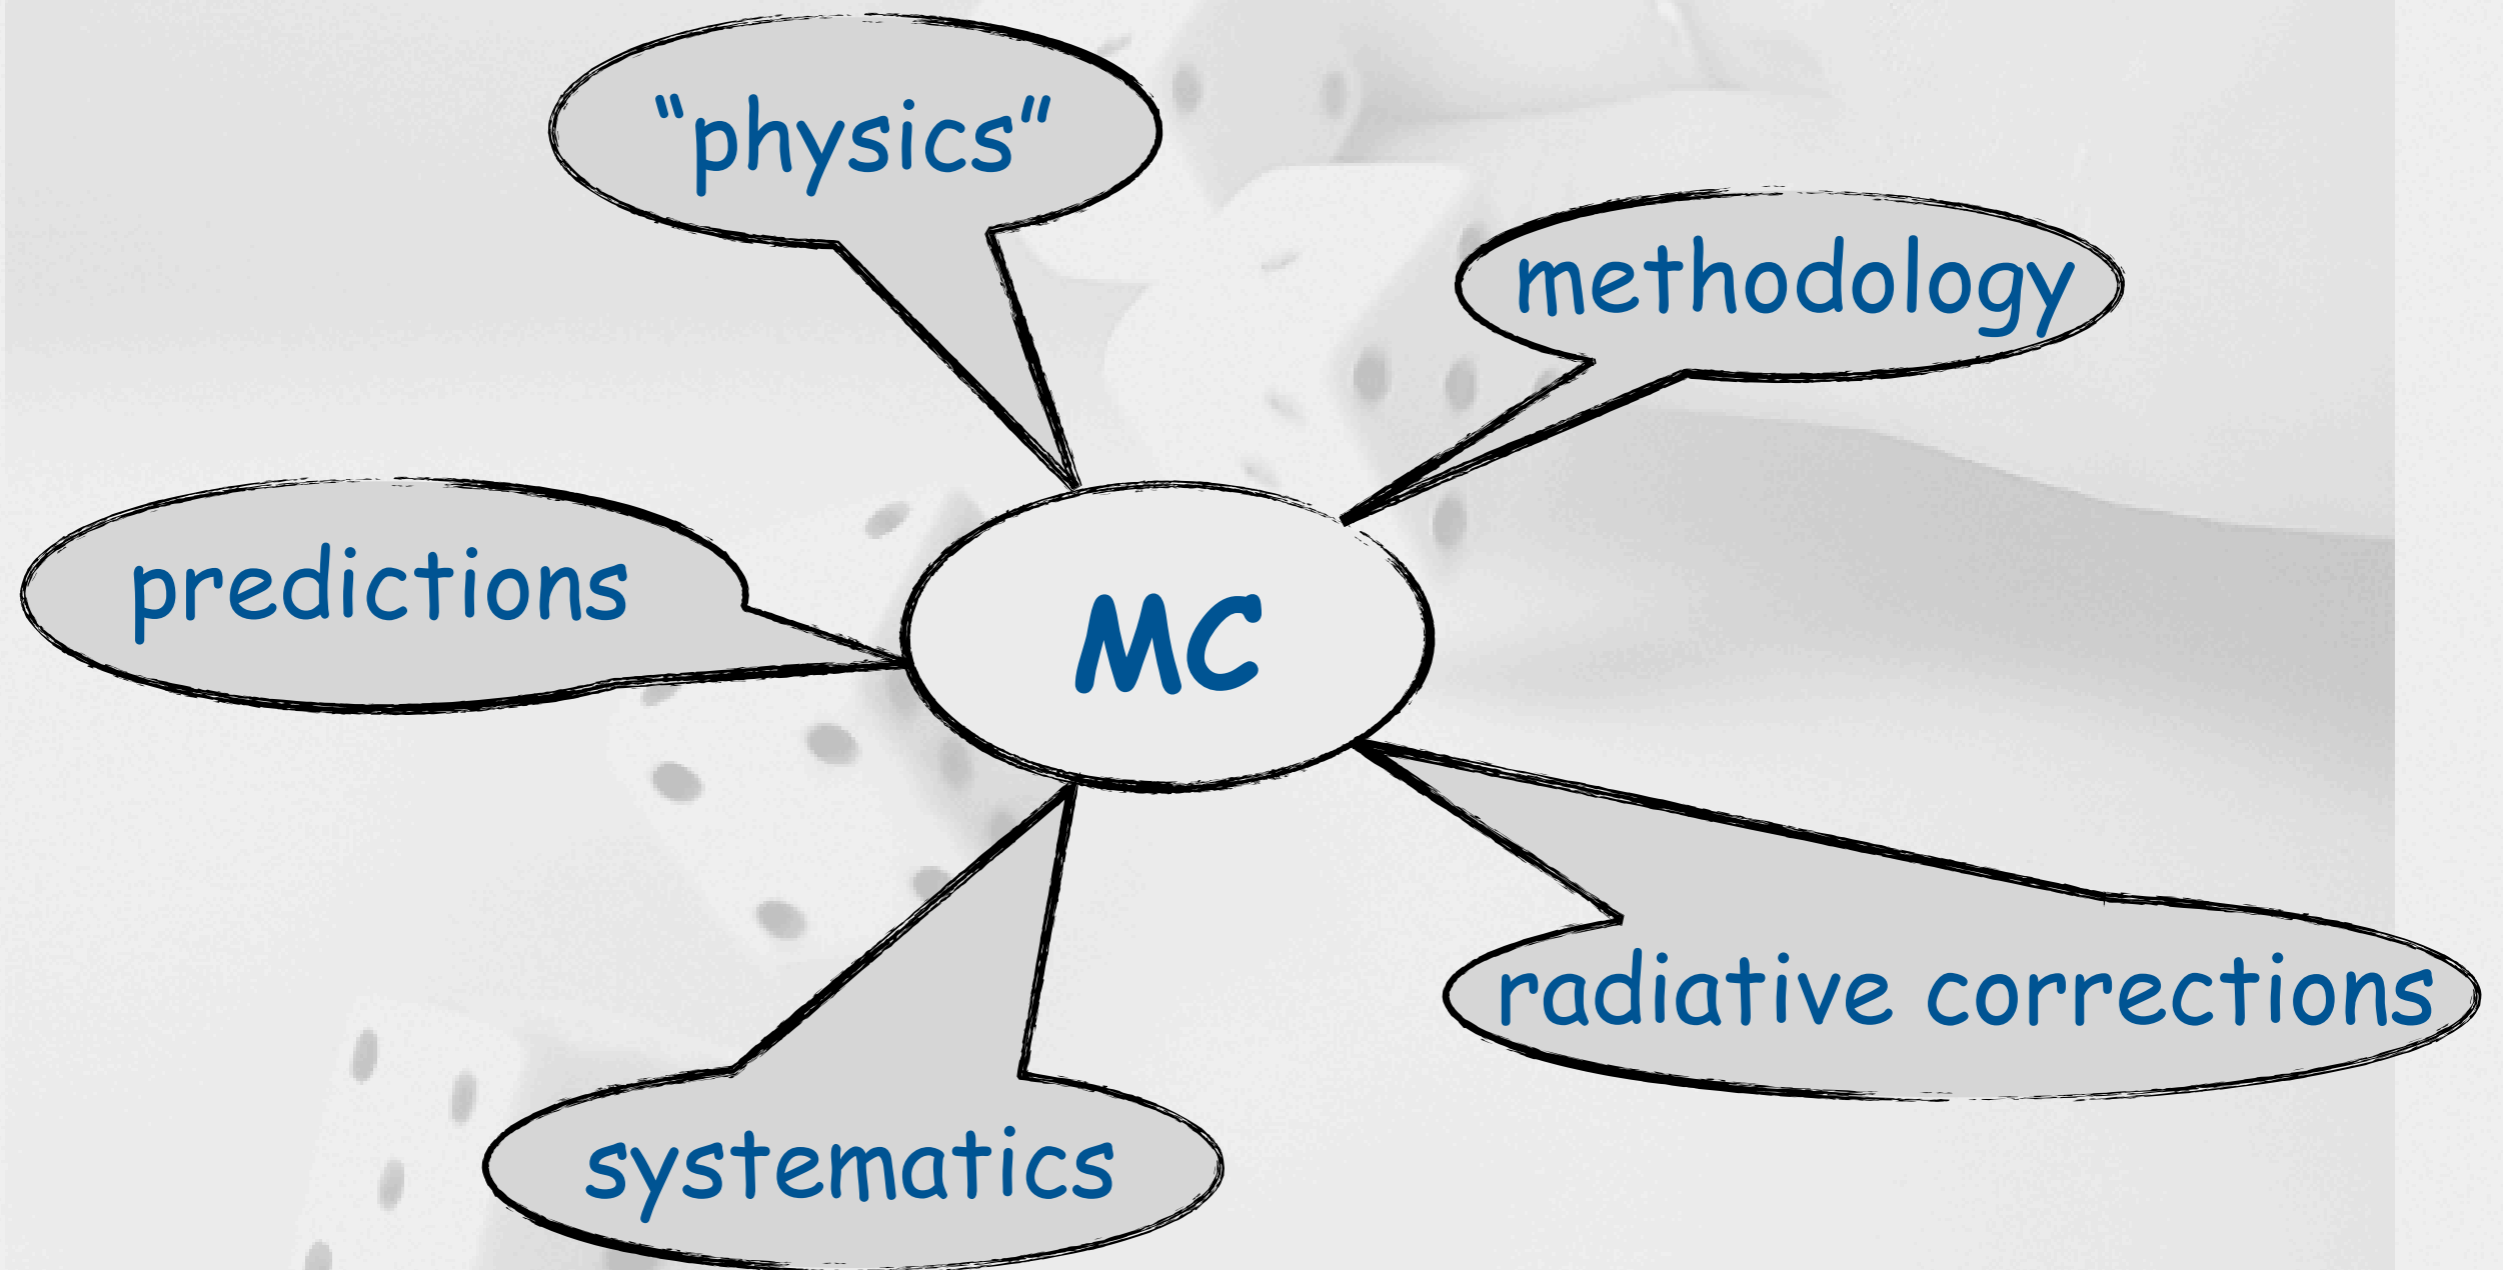 “physics”
methodology
predictions
MC
radiative corrections
systematics